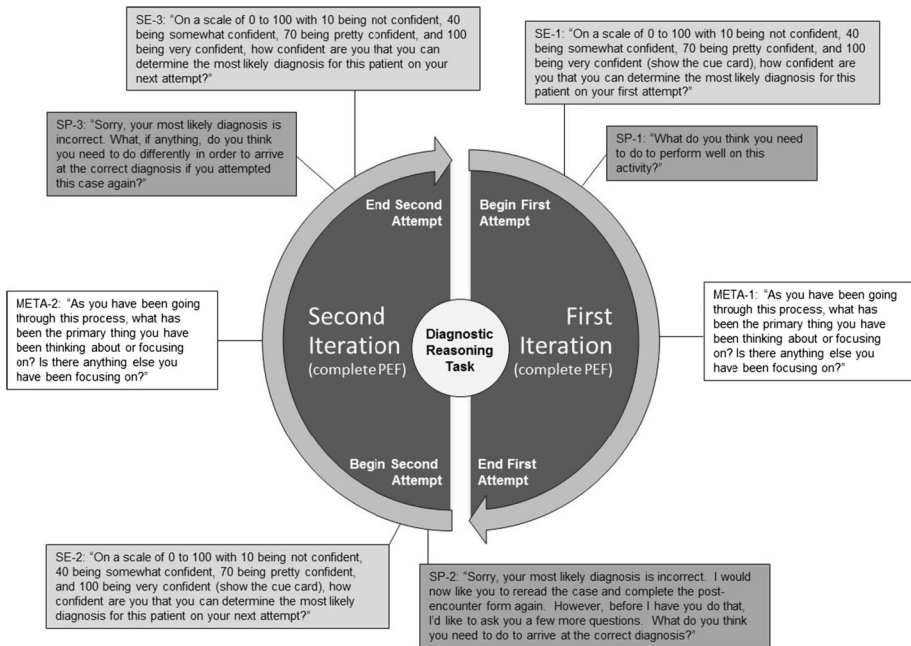 SE-3: “On a scale of 0 to 100 with 10 being not confident, 40
being somewhat confident, 70 being pretty confident, and
100 being very confident, how confident are you that you can
determine the most likely diagnosis for this patient on your
next attempt?”
SE-1: “On a scale of 0 to 100 with 10 being not confident, 40
being somewhat confident, 70 being pretty confident, and 100
being very confident (show the cue card), how confident are
you that you can determine the most likely diagnosis for this
patient on your first attempt?”
SP-3: “Sorry, your most likely diagnosis is
incorrect. What, if anything, do you think
you need to do differently in order to arrive
at the correct diagnosis if you attempted
this case again?”
SP-1: “What do you think you need
to do to perform well on this
activity?”
End Second
Attempt
Begin First
Attempt
META-2: “As you have been going
through this process, what has
been the primary thing you have
been thinking about or focusing
on? Is there anything else you
have been focusing on?”
Second
Iteration
(complete PEF)
Diagnostic
Reasoning
Task
First
Iteration
(complete PEF)
META-1: “As you have been going
through this process, what has
been the primary thing you have
been thinking about or focusing
on? Is there anything else you
have been focusing on?”
Begin Second
Attempt
End First
Attempt
SE-2: “On a scale of 0 to 100 with 10 being not confident,
40 being somewhat confident, 70 being pretty confident,
and 100 being very confident (show the cue card), how
confident are you that you can determine the most likely
diagnosis for this patient on your next attempt?”
SP-2: “Sorry, your most likely diagnosis is incorrect. I would
now like you to reread the case and complete the post-
encounter form again. However, before I have you do that,
I’d like to ask you a few more questions. What do you think
you need to do to arrive at the correct diagnosis?”